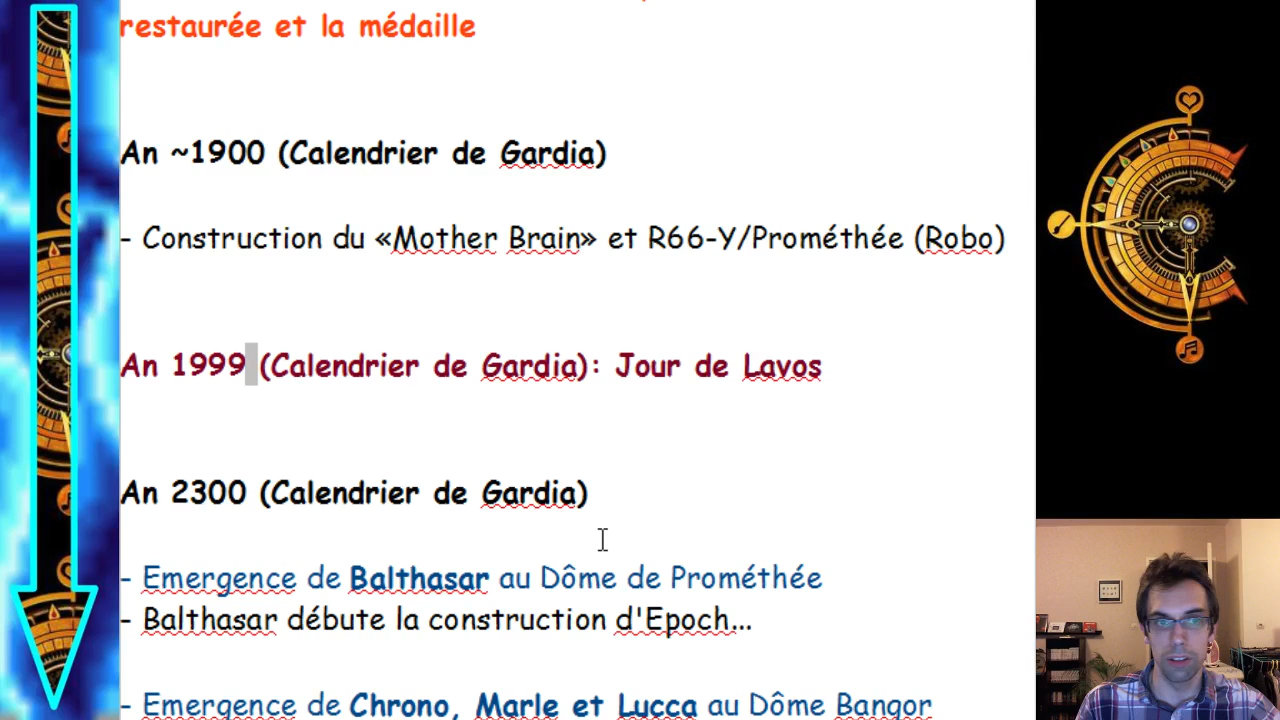 restaurée et la médaille
An ~1900 (Calendrier de Gardia)
- Construction du «Mother Brain» et R66-Y/Prométhée (Robo)
An 1999 (Calendrier de Gardia): Jour de Lavos
An 2300 (Calendrier de Gardia)
- Emergence de Balthasar au Dôme de Prométhée
- Balthasar débute la construction d'Epoch...
- Emergence de Chrono, Marle et Lucca au Dôme Bangor